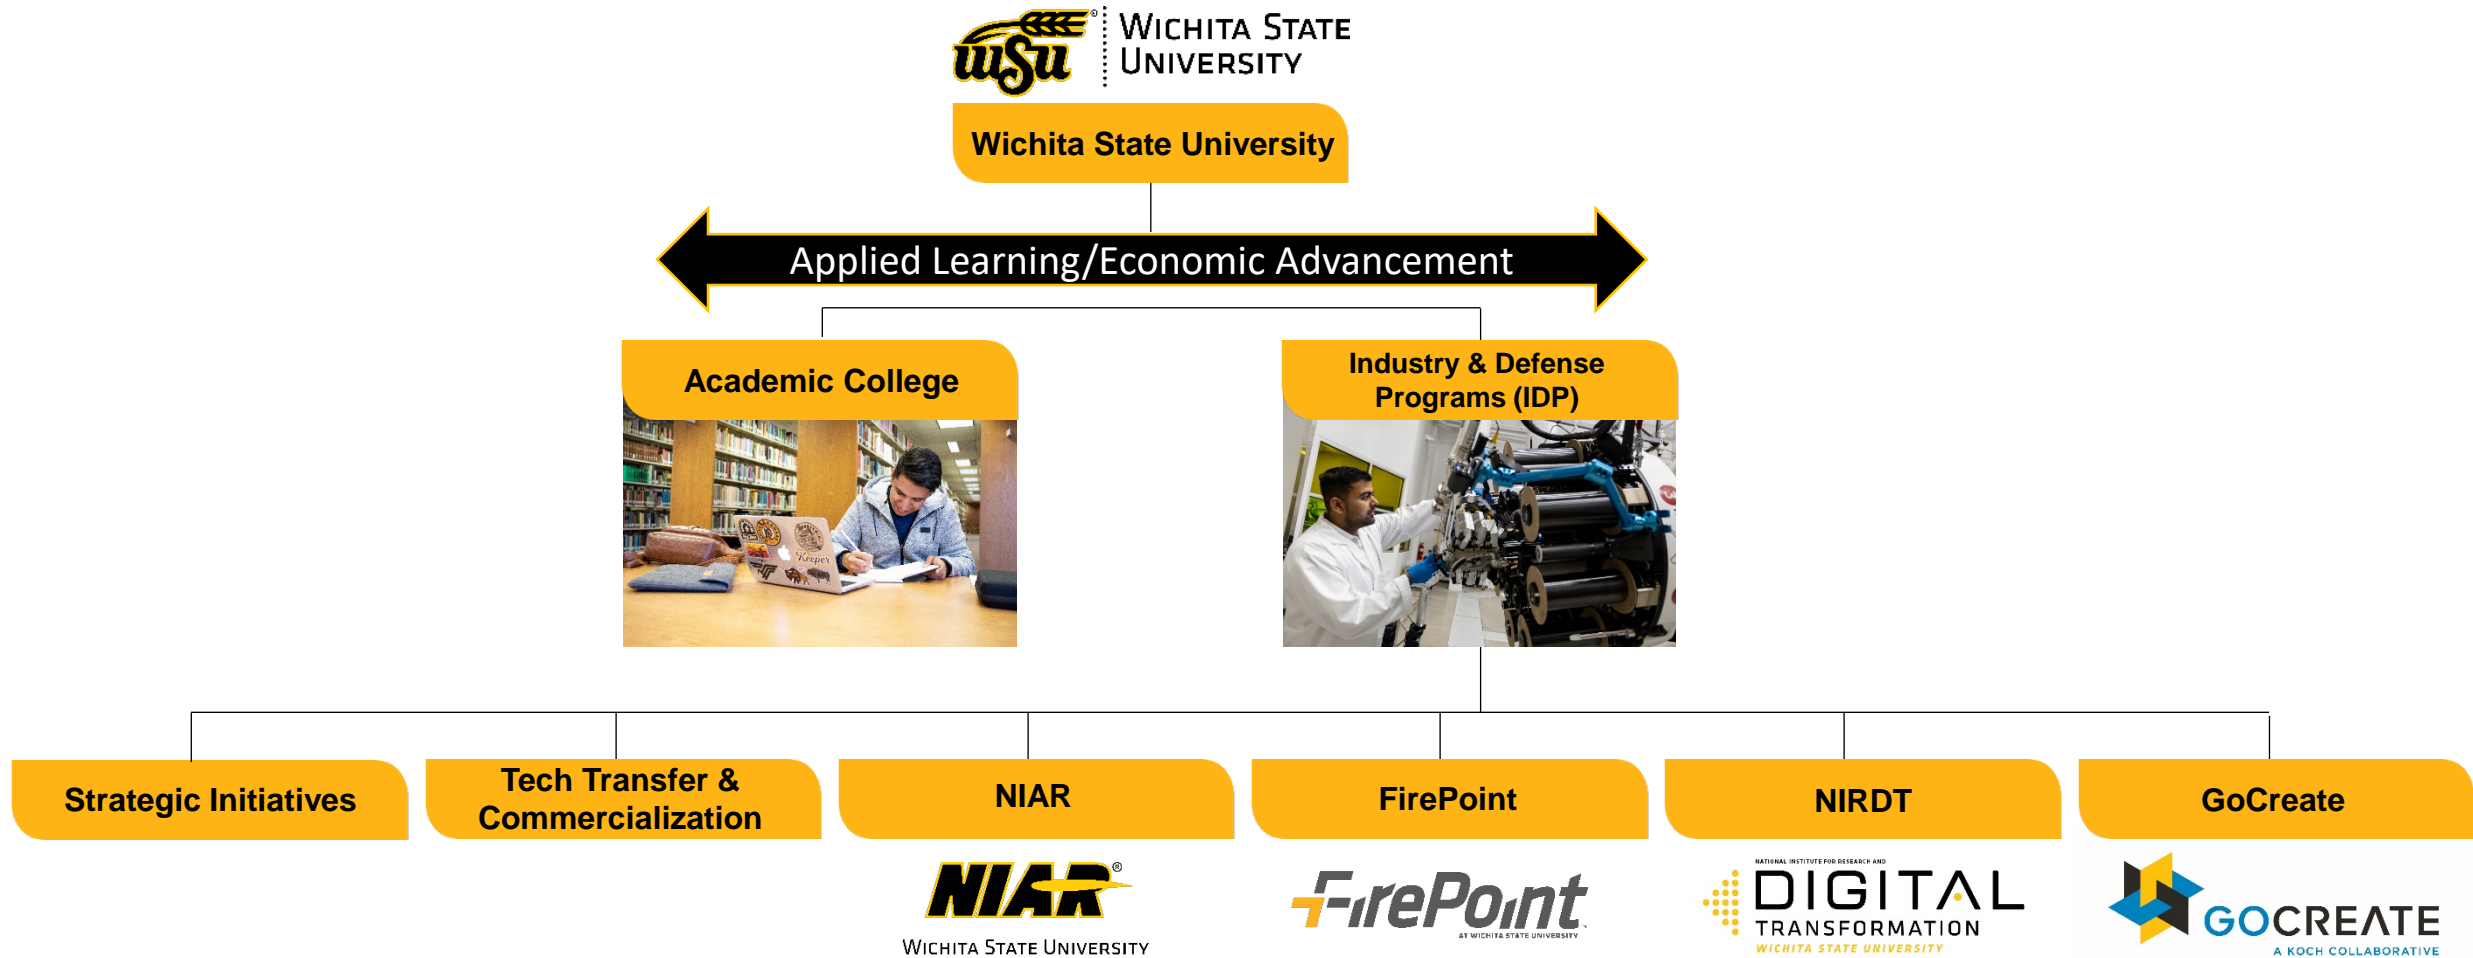 wsu
WICHITA STATE
UNIVERSITY
Wichita State University
Applied Learning/Economic Advancement
Academic College
Industry & Defense
Programs (IDP)
Keeper
Strategic Initiatives
Tech Transfer &
Commercialization
NIAR
FirePoint
NIRDT
GoCreate
NIAR®
WICHITA STATE UNIVERSITY
FirePoint
AT WICHITA STATE UNIVERSITY
NATIONAL INSTITUTE FOR RESEARCH AND
DIGITAL
TRANSFORMATION
WICHITA STATE UNIVERSITY
GOCREATE
A KOCH COLLABORATIVE